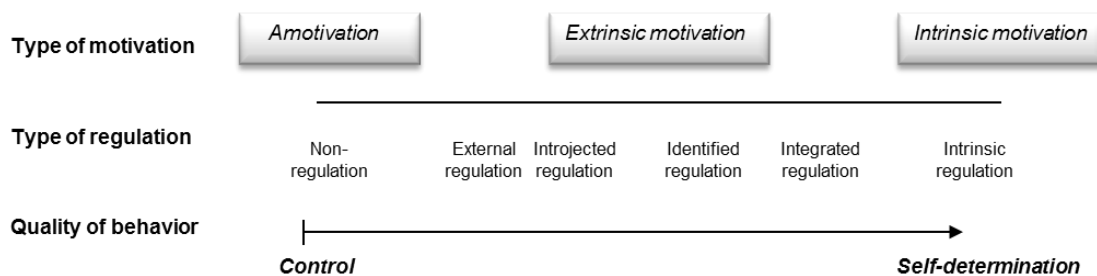 Type of motivation
Amotivation
Extrinsic motivation
Intrinsic motivation
Type of regulation
Non-
regulation
External
regulation
Introjected
regulation
Identified
regulation
Integrated
regulation
Intrinsic
regulation
Quality of behavior
Control
Self-determination